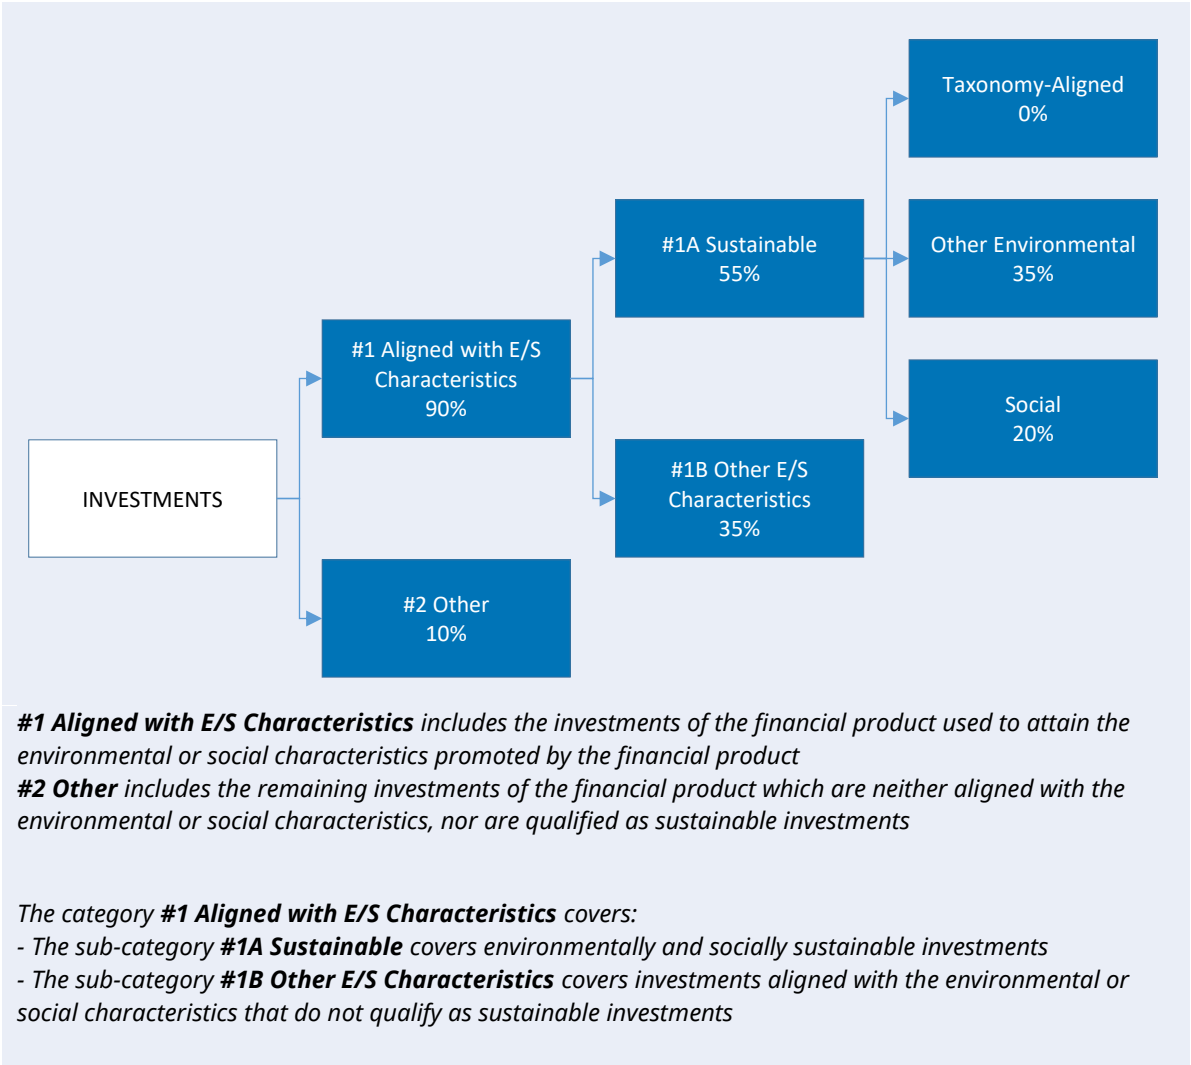 Taxonomy-Aligned
0%
#1A Sustainable
55%
Other Environmental
35%
#1 Aligned with E/S
Characteristics
90%
Social
20%
#1B Other E/S
Characteristics
35%
INVESTMENTS
#2 Other
10%
#1 Aligned with E/S Characteristics includes the investments of the financial product used to attain the
environmental or social characteristics promoted by the financial product
#2 Other includes the remaining investments of the financial product which are neither aligned with the
environmental or social characteristics, nor are qualified as sustainable investments
The category #1 Aligned with E/S Characteristics covers:
- The sub-category #1A Sustainable covers environmentally and socially sustainable investments
- The sub-category #1B Other E/S Characteristics covers investments aligned with the environmental or
social characteristics that do not qualify as sustainable investments